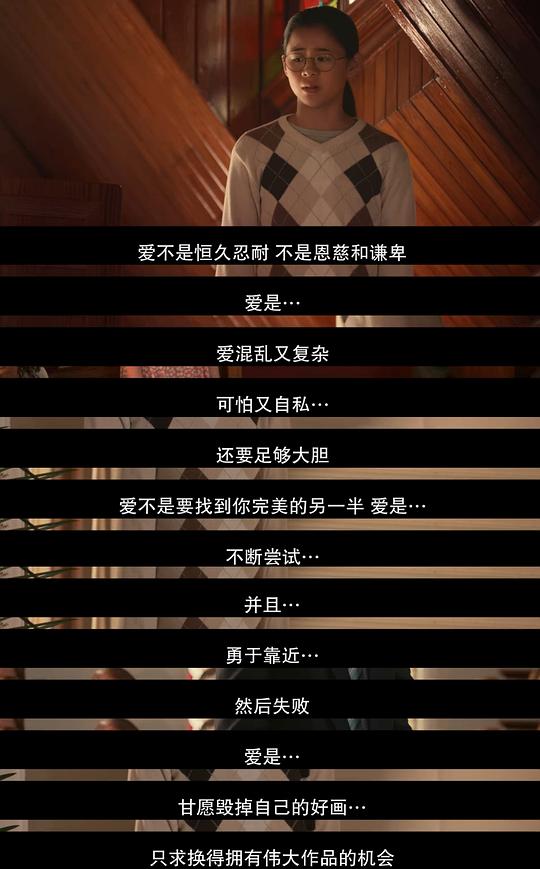 爱不是恒久忍耐 不是恩慈和谦卑
爱是…
爱混乱又复杂
可怕又自私…
还要足够大胆
爱不是要找到你完美的另一半 爱是…
不断尝试…
并且…
勇于靠近…
然后失败
爱是…
甘愿毁掉自己的好画…
只求换得拥有伟大作品的机会